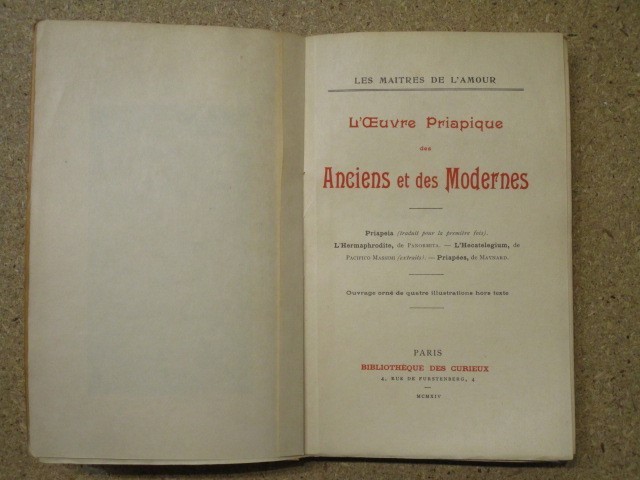 LES MAITRES DE L'AMOUR
L'Œuvre Priapique
des
Anciens et des Modernes
Priapeia (traduit pour la première fois).
L'Hermaphrodite, de PANORMITA. — L'Hecatelegium, de
PACIFICO MASSIMI (extraits). — Priapées, de MAYNARD.
Ouvrage orné de quatre illustrations hors texte
PARIS
BIBLIOTHÈQUE DES CURIEUX
4, RUE DE FURSTENBERG, 4
MCMXIV